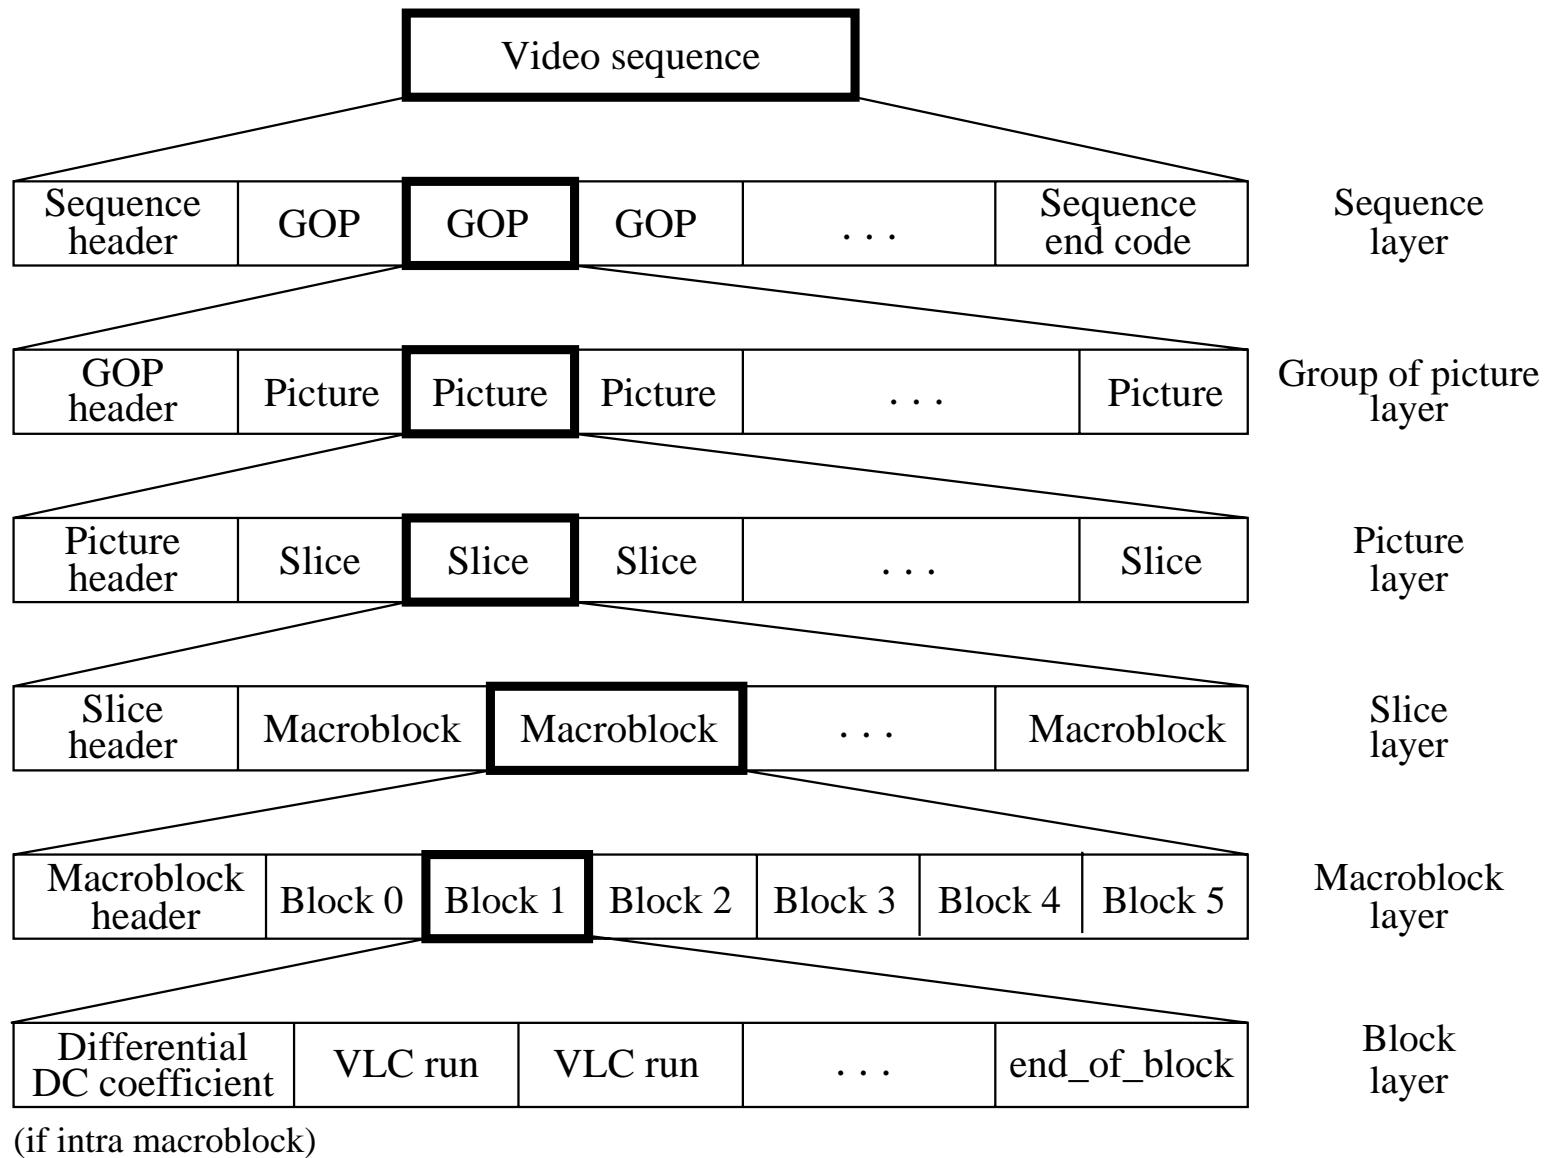 Video sequence
Sequence
header
GOP
GOP
GOP
. . .
Sequence
end code
Sequence
layer
GOP
header
Picture
Picture
Picture
. . .
Picture
Group of picture
layer
Picture
header
Slice
Slice
Slice
. . .
Slice
Picture
layer
Slice
header
Macroblock
Macroblock
. . .
Macroblock
Slice
layer
Macroblock
header
Block 0
Block 1
Block 2
Block 3
Block 4
Block 5
Macroblock
layer
Differential
DC coefficient
VLC run
VLC run
. . .
end_of_block
Block
layer
(if intra macroblock)